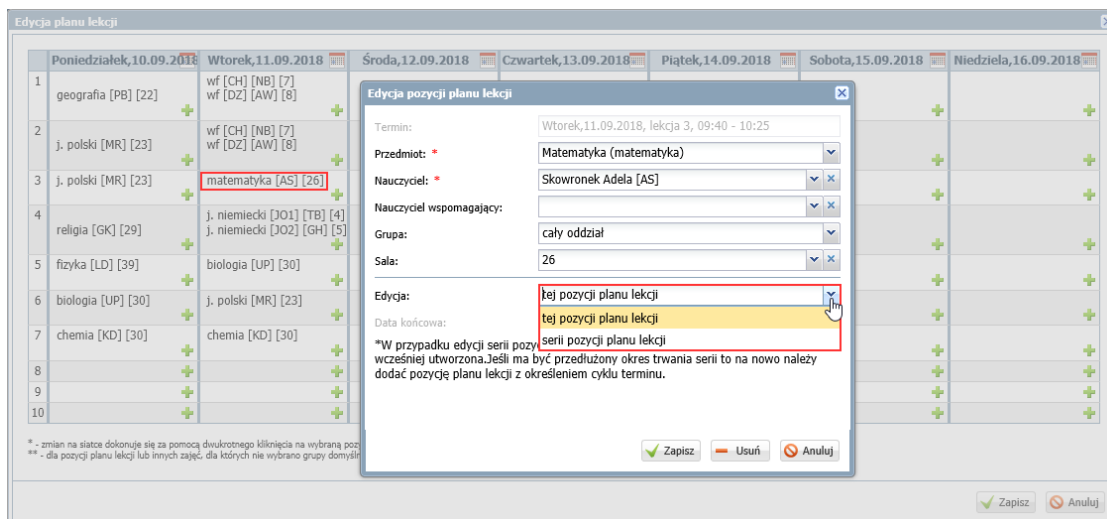 Edycja planu lekcji
Poniedziałek,10.09.2018 Wtorek,11.09.2018 Środa,12.09.2018 Czwartek,13.09.2018 Piątek,14.09.2018 Sobota,15.09.2018 Niedziela,16.09.2018
1 geografia [PB] [22] wf [CH] [NB] [7]
wf [DZ] [AW] [8]
2 j. polski [MR] [23] wf [CH] [NB] [7]
wf [DZ] [AW] [8]
3 j. polski [MR] [23] matematyka [AS] [26]
4 religia [GK] [29] j. niemiecki [JO1] [TB] [4]
j. niemiecki [JO2] [GH] [5]
5 fizyka [LD] [39] biologia [UP] [30]
6 biologia [UP] [30] j. polski [MR] [23]
7 chemia [KD] [30] chemia [KD] [30]
8
9
10
* - zmian na siatce dokonuje się za pomocą dwukrotnego kliknięcia na wybraną
** - dla pozycji planu lekcji lub innych zajęć, dla których nie wybrano grupy
Zapisz Anuluj
Edycja pozycji planu lekcji
Termin: Wtorek,11.09.2018, lekcja 3, 09:40 - 10:25
Przedmiot: * Matematyka (matematyka)
Nauczyciel: * Skowronek Adela [AS]
Nauczyciel wspomagający:
Grupa: cały oddział
Sala: 26
Edycja: tej pozycji planu lekcji
tej pozycji planu lekcji
serii pozycji planu lekcji
Data końcowa:
*W przypadku edycji serii
wcześniej utworzona.Jeśli ma być przedłużony okres trwania serii to na nowo należy
dodać pozycję planu lekcji z określeniem cyklu terminu.
Zapisz Usuń Anuluj